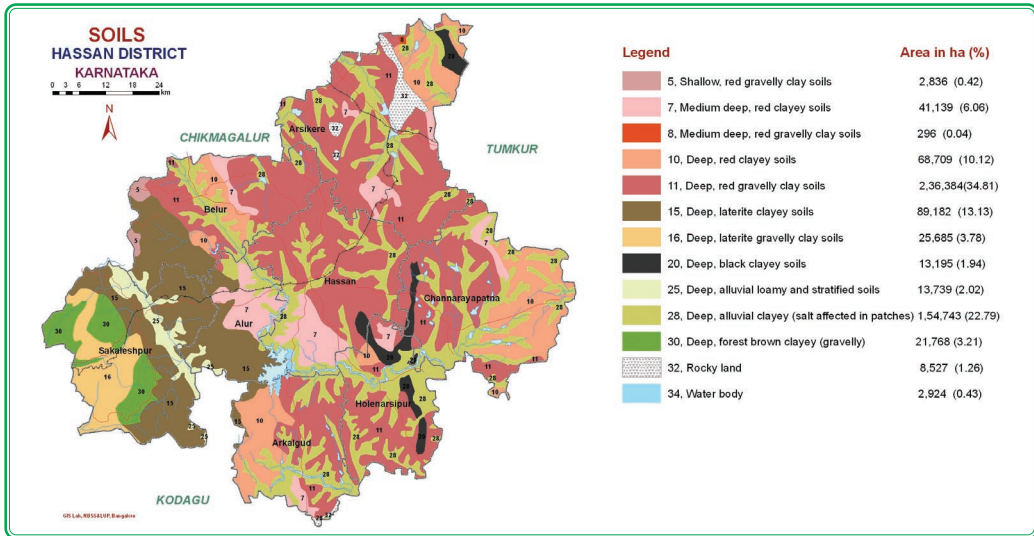 SOILS
HASSAN DISTRICT
KARNATAKA
0 3 6 12 18 24
km
N
CHIKMAGALUR
TUMKUR
KODAGU
Arsikere
Belur
Hassan
Channarayapatna
Alur
Sakaleshpur
Holenarsipur
Arkalgud
GIS Lab, NBSS&LUP, Bangalore
Legend Area in ha (%)
5, Shallow, red gravelly clay soils 2,836 (0.42)
7, Medium deep, red clayey soils 41,139 (6.06)
8, Medium deep, red gravelly clay soils 296 (0.04)
10, Deep, red clayey soils 68,709 (10.12)
11, Deep, red gravelly clay soils 2,36,384(34.81)
15, Deep, laterite clayey soils 89,182 (13.13)
16, Deep, laterite gravelly clay soils 25,685 (3.78)
20, Deep, black clayey soils 13,195 (1.94)
25, Deep, alluvial loamy and stratified soils 13,739 (2.02)
28, Deep, alluvial clayey (salt affected in patches) 1,54,743 (22.79)
30, Deep, forest brown clayey (gravelly) 21,768 (3.21)
32, Rocky land 8,527 (1.26)
34, Water body 2,924 (0.43)